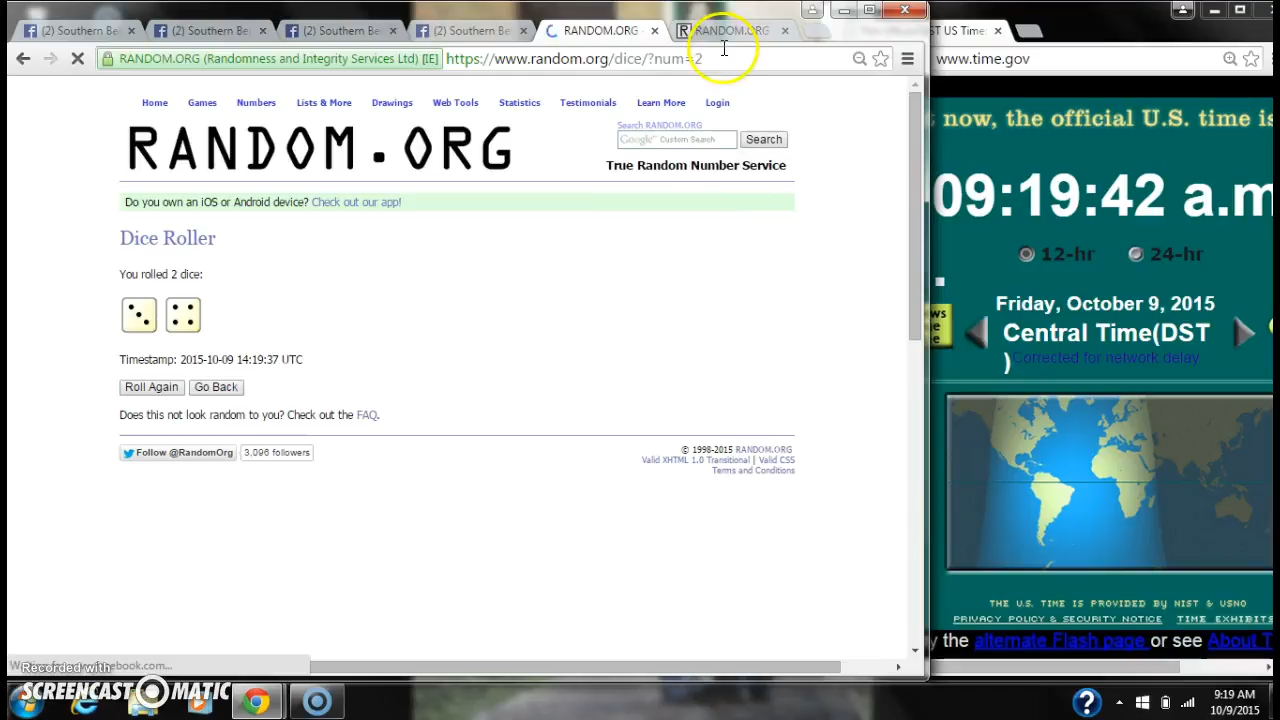 (2) Southern Be
(2) Southern Bel
(2) Southern Be
(2) Southern Be
RANDOM.ORG -
RANDOM.ORG
ST US Time:
RANDOM.ORG (Randomness and Integrity Services Ltd) [IE]
https://www.random.org/dice/?num=2
www.time.gov
Home Games Numbers Lists & More Drawings Web Tools Statistics Testimonials Learn More Login
RANDOM.ORG
Search RANDOM.ORG
Google™ Custom Search
Search
True Random Number Service
Do you own an iOS or Android device? Check out our app!
Dice Roller
You rolled 2 dice:
Timestamp: 2015-10-09 14:19:37 UTC
Roll Again Go Back
Does this not look random to you? Check out the FAQ.
Follow @RandomOrg 3,096 followers
© 1998-2015 RANDOM.ORG
Valid XHTML 1.0 Transitional | Valid CSS
Terms and Conditions
now, the official U.S. time is
09:19:42 a.m
12-hr 24-hr
Friday, October 9, 2015
Central Time(DST
)
Corrected for network delay
THE U.S. TIME IS PROVIDED BY NIST & USNO
PRIVACY POLICY & SECURITY NOTICE TIME EXHIBITS
y the alternate Flash page or see About T
Recorded with
SCREENCAST MATIC
9:19 AM
10/9/2015